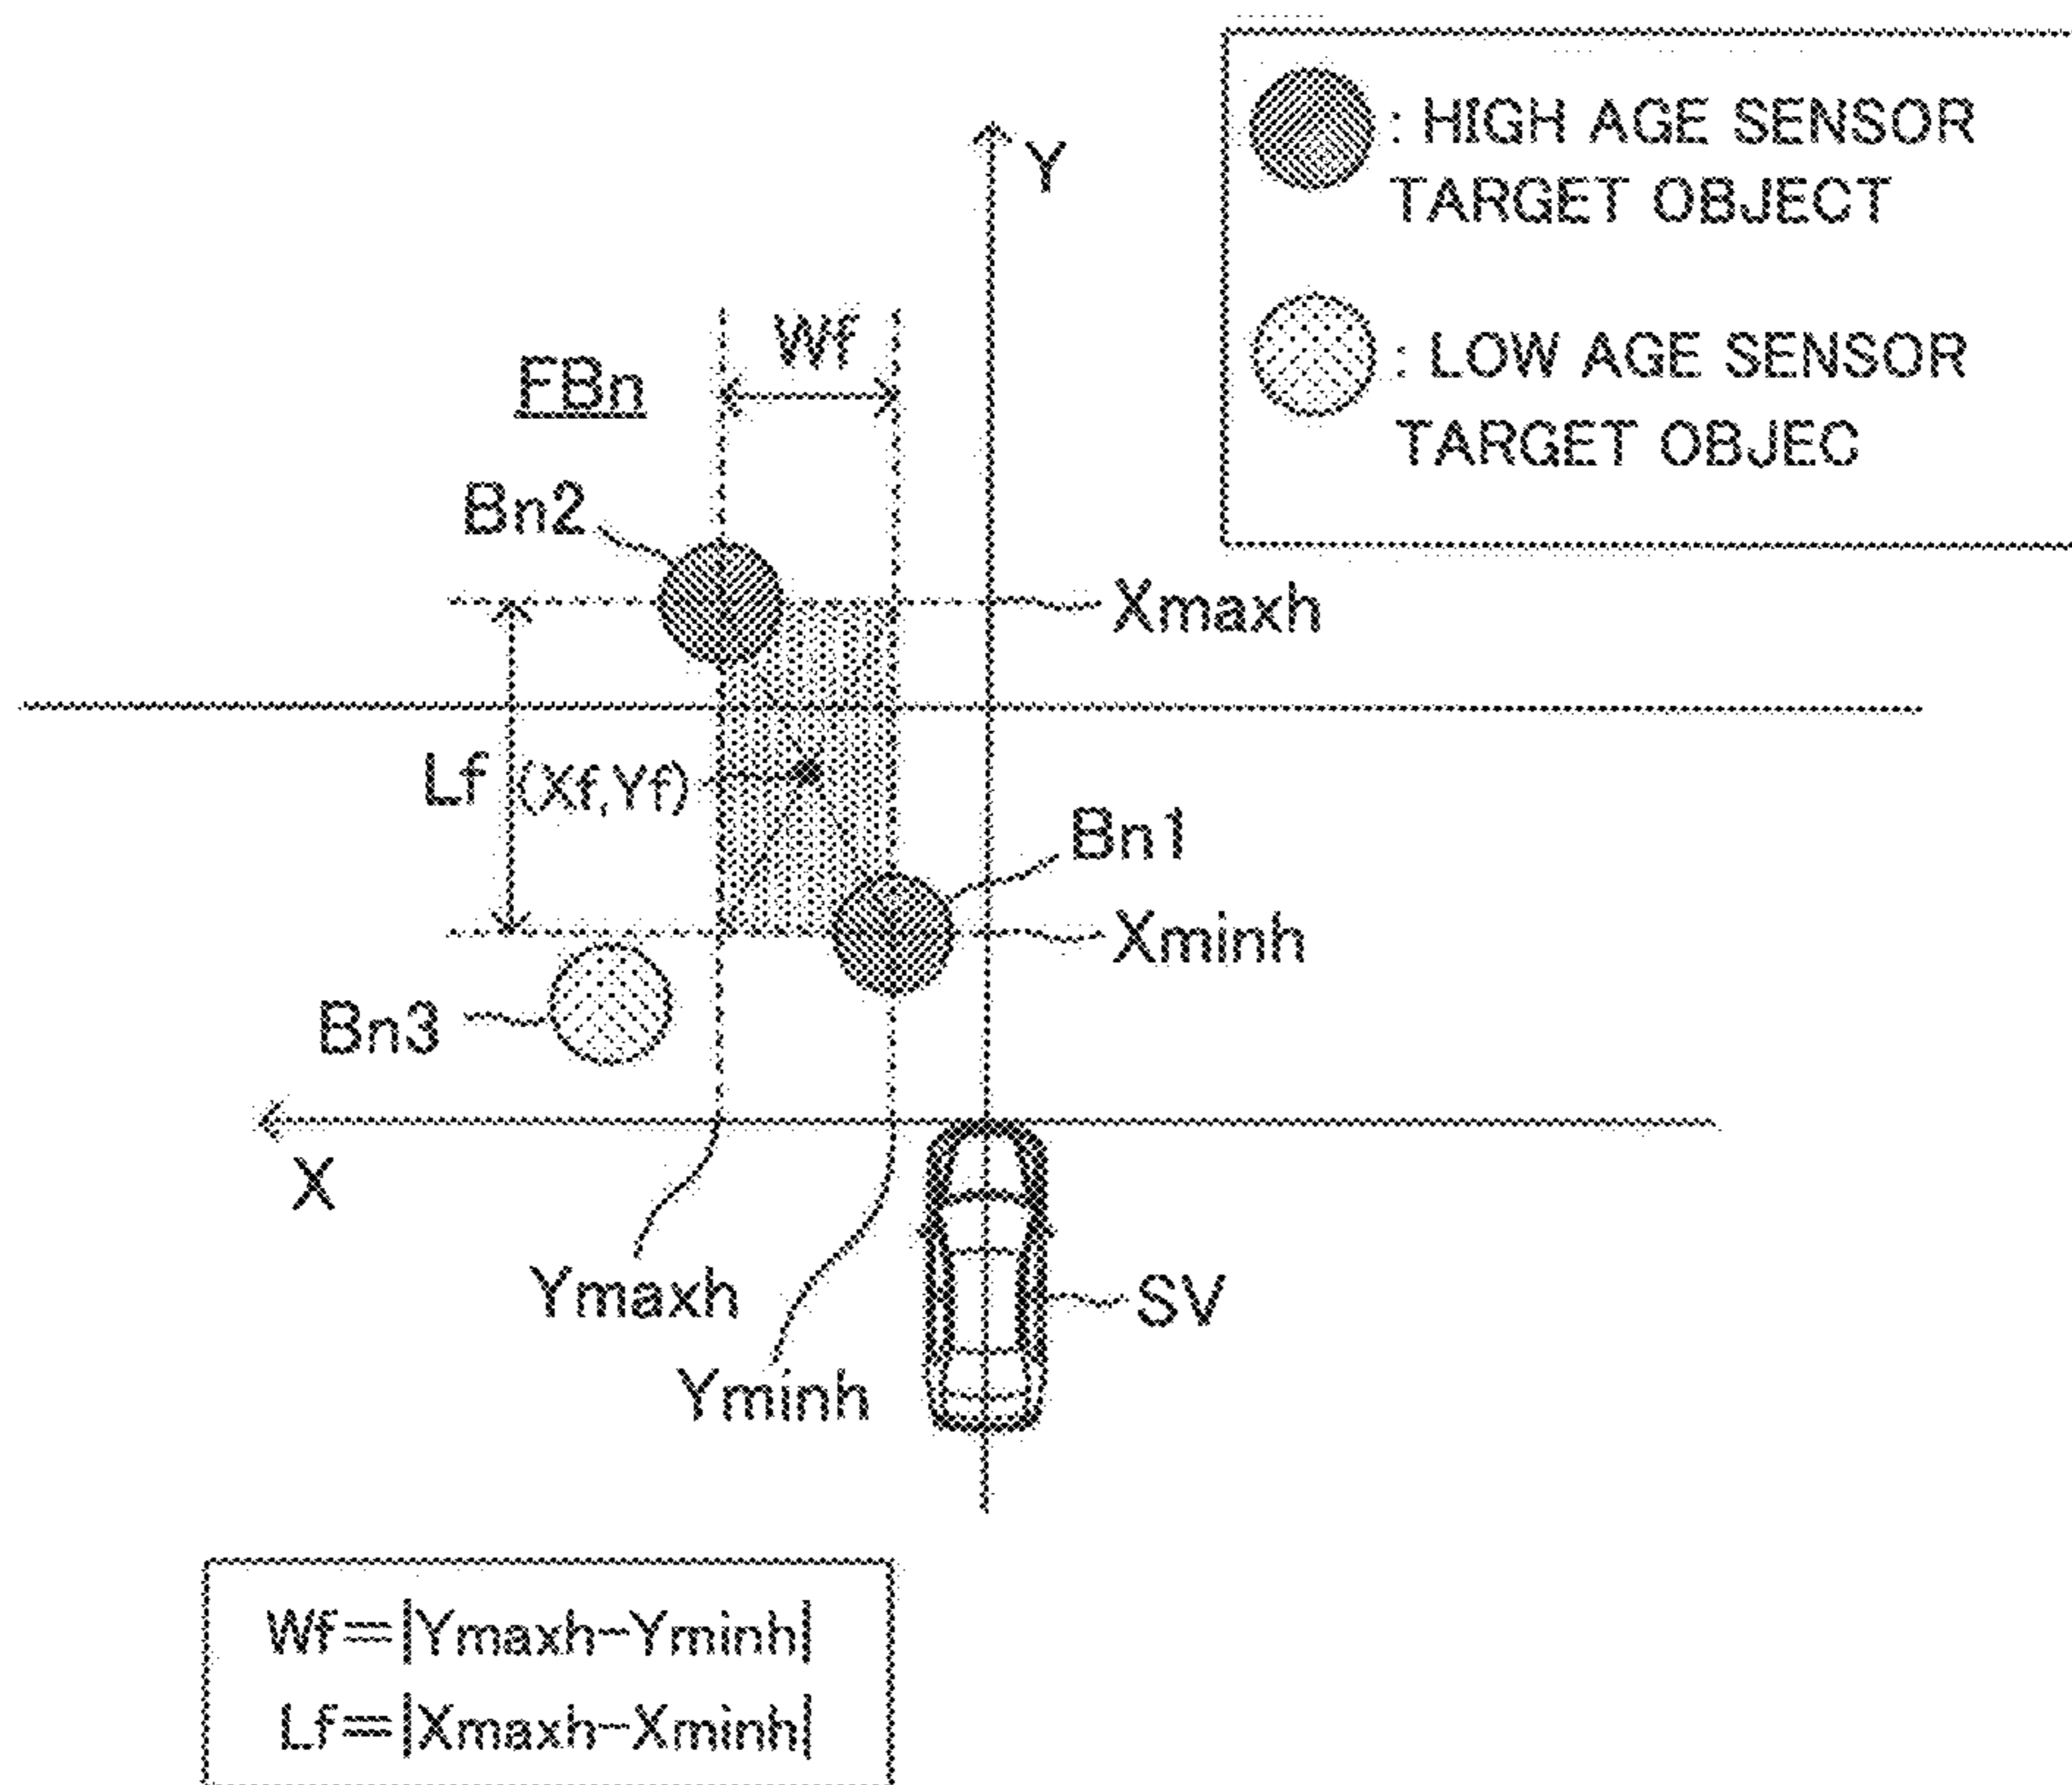 : HIGH AGE SENSOR
TARGET OBJECT
: LOW AGE SENSOR
TARGET OBJEC
Y
Wf
FBn
Bn2
Xmaxh
Lf
(Xf,Yf)
Bn1
Xminh
Bn3
X
Ymaxh
SV
Yminh
Wf=|Ymaxh-Yminh|
Lf=|Xmaxh-Xminh|